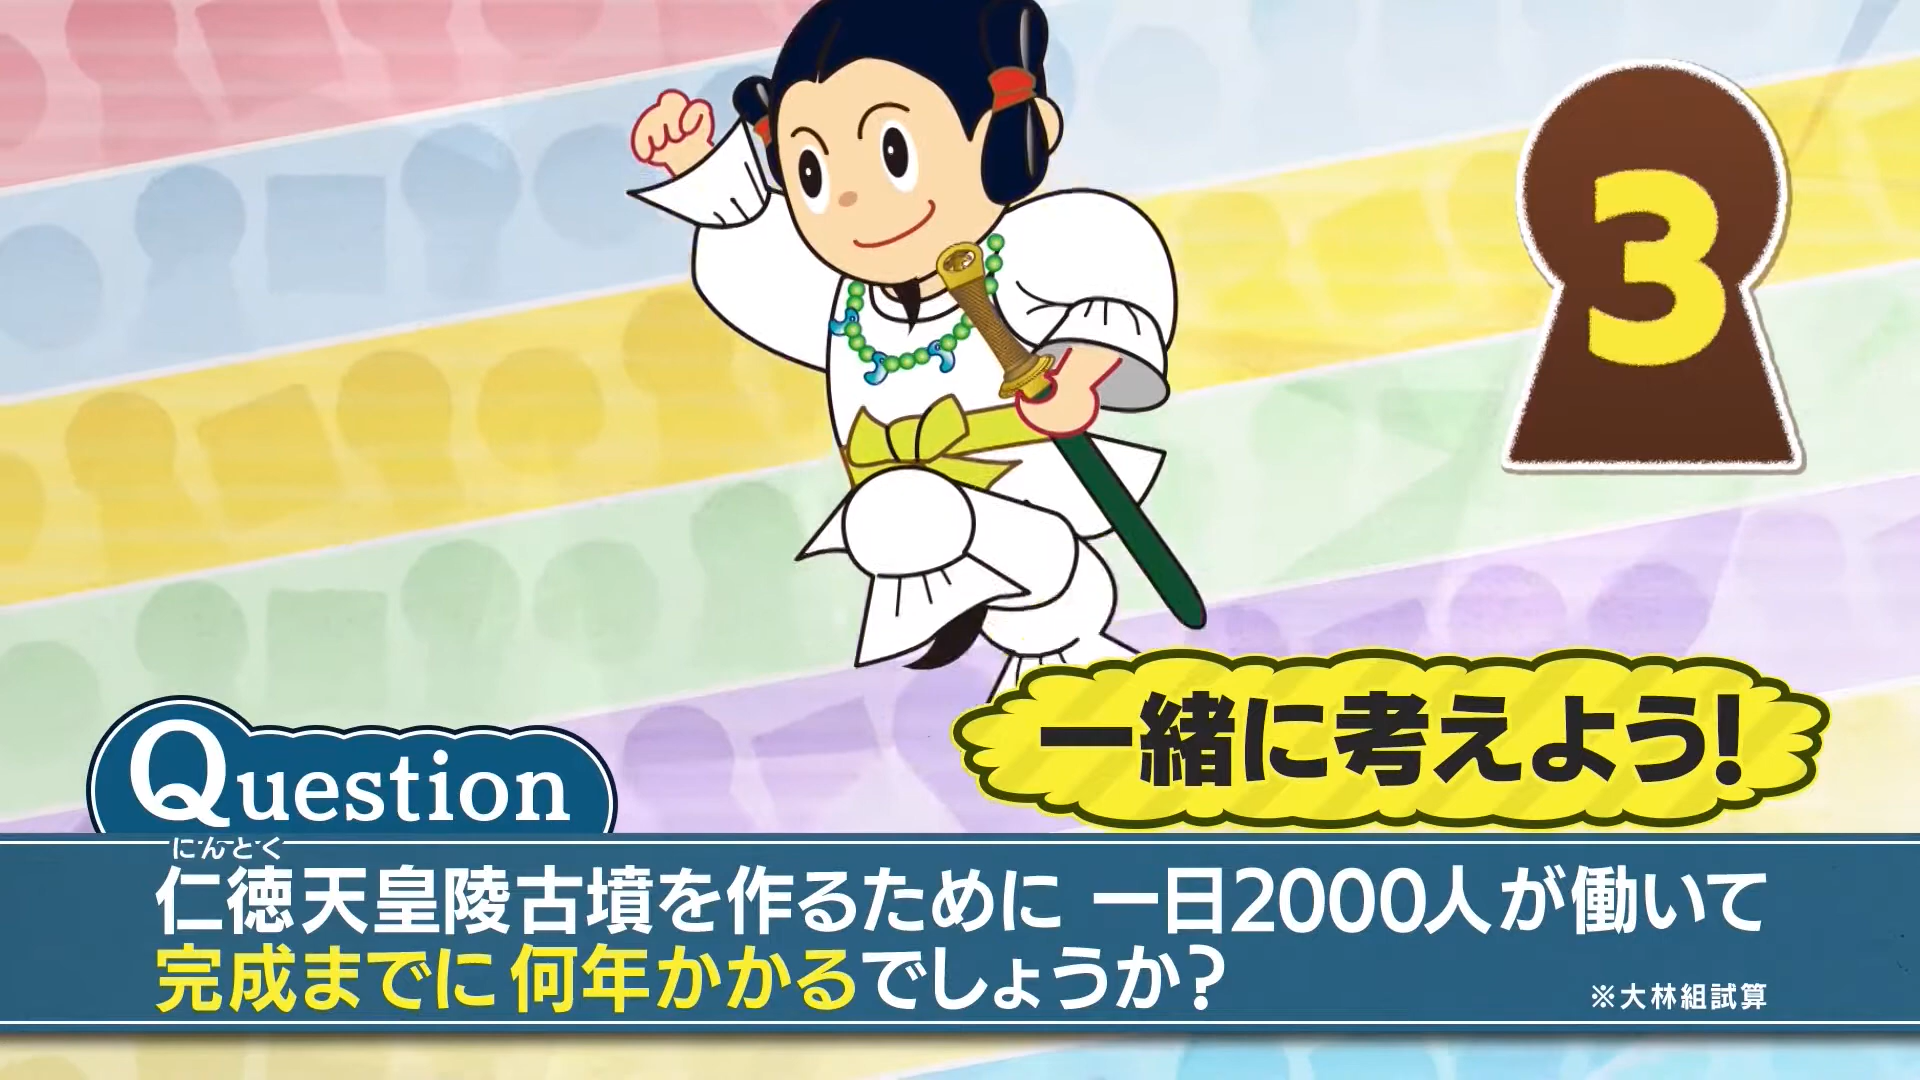 3
一緒に考えよう!
Question
にんとく
仁徳天皇陵古墳を作るために 一日2000人が働いて
完成までに 何年かかるでしょうか?
※大林組試算